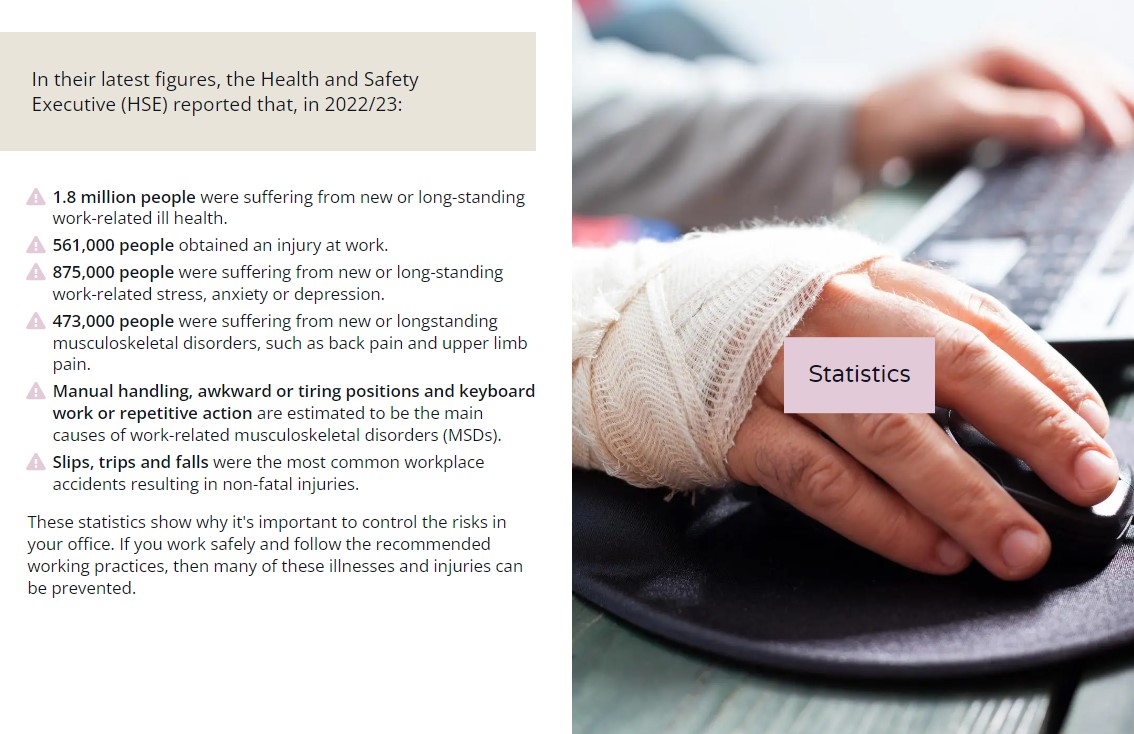 In their latest figures, the Health and Safety
Executive (HSE) reported that, in 2022/23:
1.8 million people were suffering from new or long-standing
work-related ill health.
561,000 people obtained an injury at work.
875,000 people were suffering from new or long-standing
work-related stress, anxiety or depression.
473,000 people were suffering from new or longstanding
musculoskeletal disorders, such as back pain and upper limb
pain.
Manual handling, awkward or tiring positions and keyboard
work or repetitive action are estimated to be the main
causes of work-related musculoskeletal disorders (MSDs).
Slips, trips and falls were the most common workplace
accidents resulting in non-fatal injuries.
These statistics show why it's important to control the risks in
your office. If you work safely and follow the recommended
working practices, then many of these illnesses and injuries can
be prevented.
Statistics